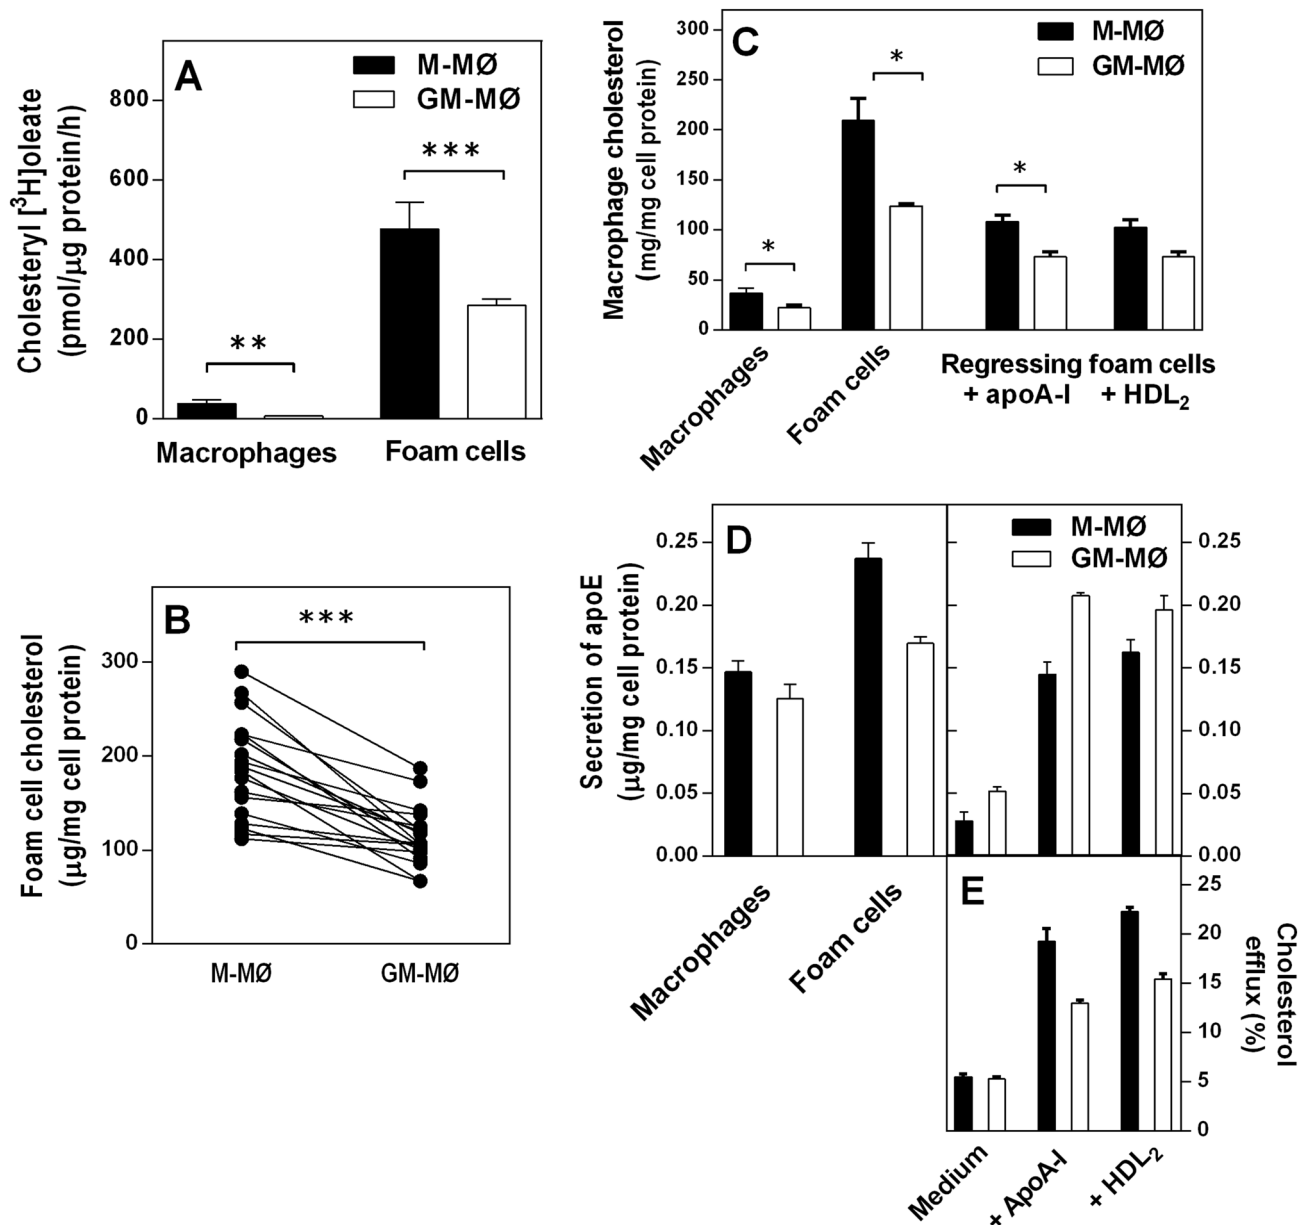 A
M-MØ
GM-MØ
Cholesteryl [³H]oleate
(pmol/µg protein/h)
800
600
400
200
0
***
**
Macrophages
Foam cells
B
***
Foam cell cholesterol
(µg/mg cell protein)
300
200
100
0
M-MØ
GM-MØ
C
M-MØ
GM-MØ
Macrophage cholesterol
(mg/mg cell protein)
300
250
200
150
100
50
0
*
*
*
Macrophages
Foam cells
Regressing foam cells
+ apoA-I
+ HDL₂
D
M-MØ
GM-MØ
Secretion of apoE
(µg/mg cell protein)
0.25
0.20
0.15
0.10
0.05
0.00
0.25
0.20
0.15
0.10
0.05
0.00
Macrophages
Foam cells
E
25
20
15
10
5
0
Cholesterol
efflux (%)
Medium
+ ApoA-I
+ HDL₂